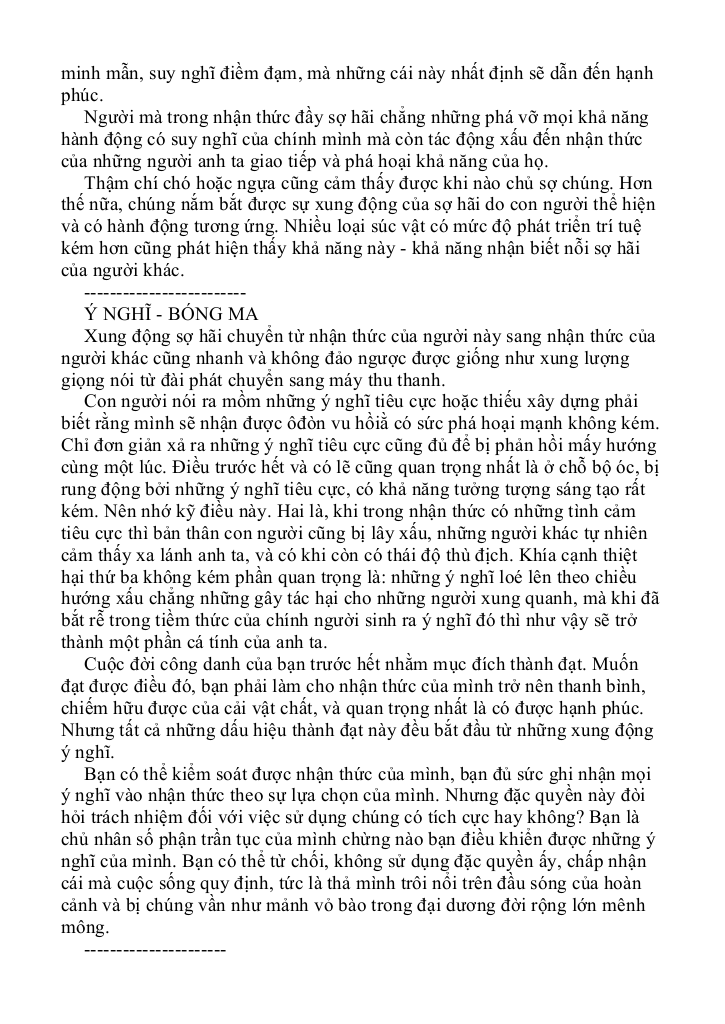 minh mẫn, suy nghĩ điềm đạm, mà những cái này nhất định sẽ dẫn đến hạnh
phúc.
Người mà trong nhận thức đầy sợ hãi chẳng những phá vỡ mọi khả năng
hành động có suy nghĩ của chính mình mà còn tác động xấu đến nhận thức
của những người anh ta giao tiếp và phá hoại khả năng của họ.
Thậm chí chó hoặc ngựa cũng cảm thấy được khi nào chủ sợ chúng. Hơn
thế nữa, chúng nắm bắt được sự xung động của sợ hãi do con người thể hiện
và có hành động tương ứng. Nhiều loại súc vật có mức độ phát triển trí tuệ
kém hơn cũng phát hiện thấy khả năng này - khả năng nhận biết nỗi sợ hãi
của người khác.
-------------------------
Ý NGHĨ - BÓNG MA
Xung động sợ hãi chuyển từ nhận thức của người này sang nhận thức của
người khác cũng nhanh và không đảo ngược được giống như xung lượng
giọng nói từ đài phát chuyển sang máy thu thanh.
Con người nói ra mồm những ý nghĩ tiêu cực hoặc thiếu xây dựng phải
biết rằng mình sẽ nhận được ôđòn vu hồiằ có sức phá hoại mạnh không kém.
Chỉ đơn giản xả ra những ý nghĩ tiêu cực cũng đủ để bị phản hồi mấy hướng
cùng một lúc. Điều trước hết và có lẽ cũng quan trọng nhất là ở chỗ bộ óc, bị
rung động bởi những ý nghĩ tiêu cực, có khả năng tưởng tượng sáng tạo rất
kém. Nên nhớ kỹ điều này. Hai là, khi trong nhận thức có những tình cảm
tiêu cực thì bản thân con người cũng bị lây xấu, những người khác tự nhiên
cảm thấy xa lánh anh ta, và có khi còn có thái độ thù địch. Khía cạnh thiệt
hại thứ ba không kém phần quan trọng là: những ý nghĩ loé lên theo chiều
hướng xấu chẳng những gây tác hại cho những người xung quanh, mà khi đã
bắt rễ trong tiềm thức của chính người sinh ra ý nghĩ đó thì như vậy sẽ trở
thành một phần cá tính của anh ta.
Cuộc đời công danh của bạn trước hết nhằm mục đích thành đạt. Muốn
đạt được điều đó, bạn phải làm cho nhận thức của mình trở nên thanh bình,
chiếm hữu được của cải vật chất, và quan trọng nhất là có được hạnh phúc.
Nhưng tất cả những dấu hiệu thành đạt này đều bắt đầu từ những xung động
ý nghĩ.
Bạn có thể kiểm soát được nhận thức của mình, bạn đủ sức ghi nhận mọi
ý nghĩ vào nhận thức theo sự lựa chọn của mình. Nhưng đặc quyền này đòi
hỏi trách nhiệm đối với việc sử dụng chúng có tích cực hay không? Bạn là
chủ nhân số phận trần tục của mình chừng nào bạn điều khiển được những ý
nghĩ của mình. Bạn có thể từ chối, không sử dụng đặc quyền ấy, chấp nhận
cái mà cuộc sống quy định, tức là thả mình trôi nổi trên đầu sóng của hoàn
cảnh và bị chúng vần như mảnh vỏ bào trong đại dương đời rộng lớn mênh
mông.
----------------------